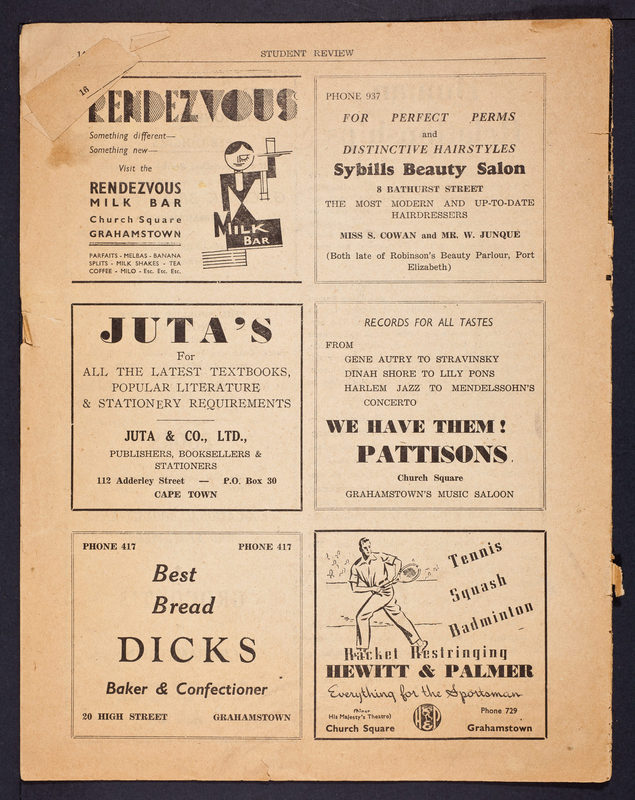 STUDENT REVIEW
16
RENDEZVOUS
Something different—
Something new—
Visit the
RENDEZVOUS
MILK BAR
Church Square
GRAHAMSTOWN
PARFAITS - MELBAS - BANANA
SPLITS - MILK SHAKES - TEA
COFFEE - MILO - Etc. Etc. Etc.
MILK
BAR
PHONE 937
FOR PERFECT PERMS
and
DISTINCTIVE HAIRSTYLES
Sybills Beauty Salon
8 BATHURST STREET
THE MOST MODERN AND UP-TO-DATE
HAIRDRESSERS
MISS S. COWAN and MR. W. JUNQUE
(Both late of Robinson's Beauty Parlour, Port
Elizabeth)
JUTA'S
For
ALL THE LATEST TEXTBOOKS,
POPULAR LITERATURE
& STATIONERY REQUIREMENTS
JUTA & CO., LTD.,
PUBLISHERS, BOOKSELLERS &
STATIONERS
112 Adderley Street — P.O. Box 30
CAPE TOWN
RECORDS FOR ALL TASTES
FROM
GENE AUTRY TO STRAVINSKY
DINAH SHORE TO LILY PONS
HARLEM JAZZ TO MENDELSSOHN'S
CONCERTO
WE HAVE THEM!
PATTISONS
Church Square
GRAHAMSTOWN'S MUSIC SALOON
PHONE 417 PHONE 417
Best
Bread
DICKS
Baker & Confectioner
20 HIGH STREET GRAHAMSTOWN
Tennis
Squash
Badminton
Racket Restringing
HEWITT & PALMER
Everything for the Sportsman
His Majesty's Theatre)
Church Square
Phone 729
Grahamstown